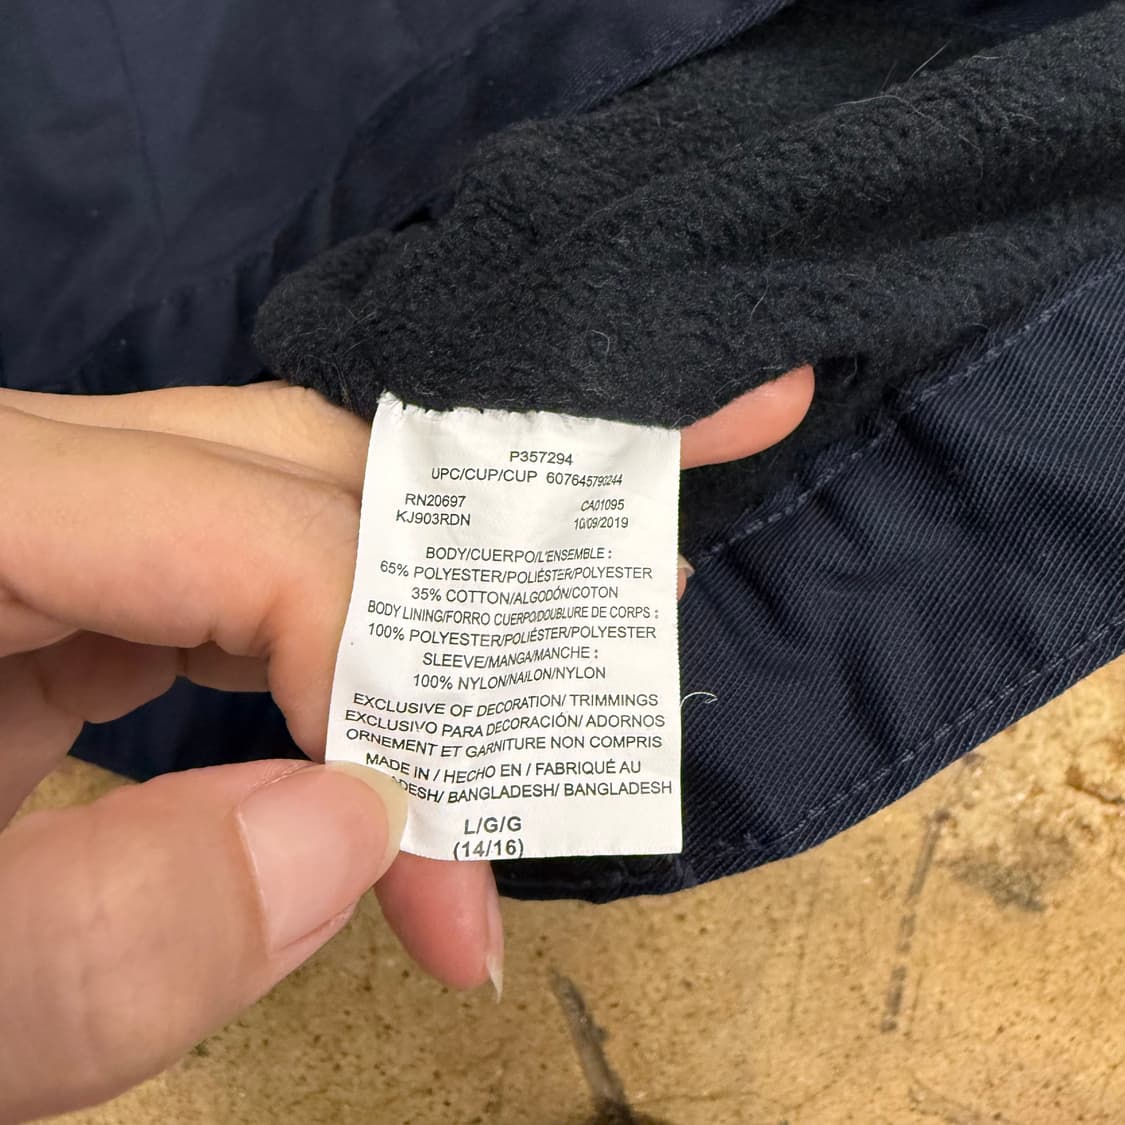 P357294
UPC/CUP/CUP 607645790244
RN20697 CA01095
KJ903RDN 10/09/2019
BODY/CUERPO/L'ENSEMBLE :
65% POLYESTER/POLIÉSTER/POLYESTER
35% COTTON/ALGODÓN/COTON
BODY LINING/FORRO CUERPO/DOUBLURE DE CORPS :
100% POLYESTER/POLIÉSTER/POLYESTER
SLEEVE/MANGA/MANCHE :
100% NYLON/NAILON/NYLON
EXCLUSIVE OF DECORATION/ TRIMMINGS
EXCLUSIVO PARA DECORACIÓN/ ADORNOS
ORNEMENT ET GARNITURE NON COMPRIS
MADE IN / HECHO EN / FABRIQUÉ AU
DESH/ BANGLADESH/ BANGLADESH
L/G/G
(14/16)